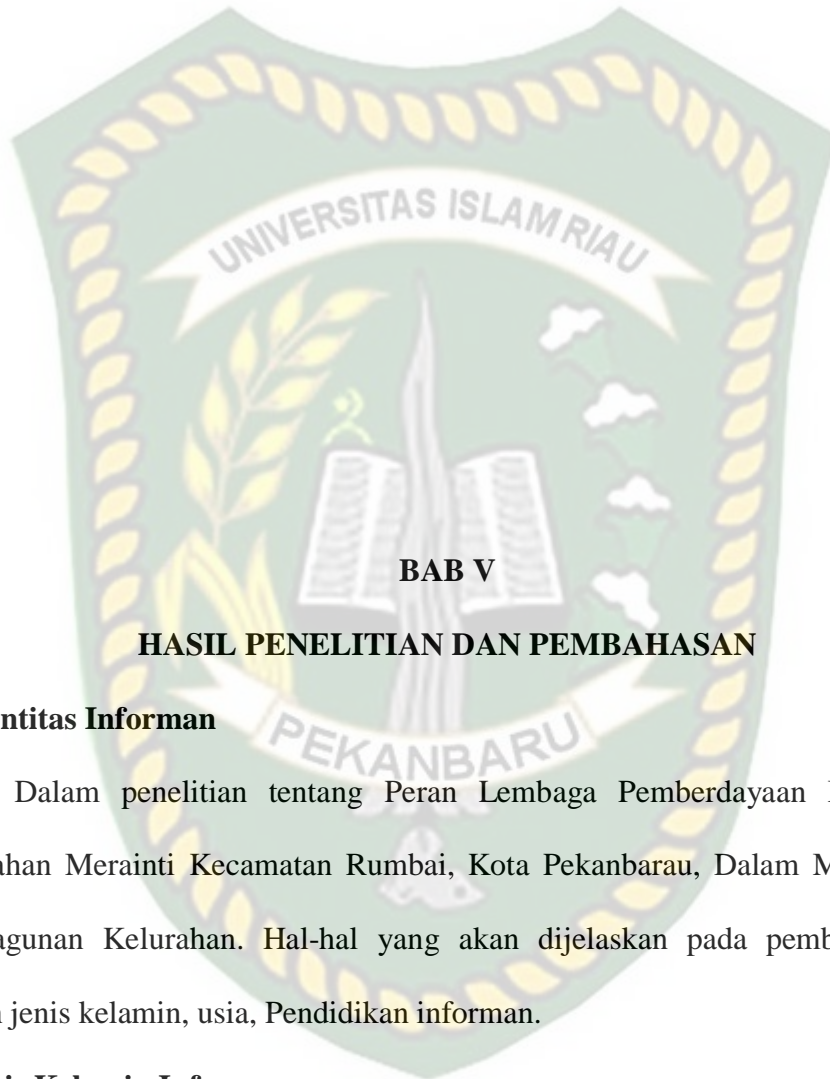 UNIVERSITAS ISLAM RIAU
BAB V
HASIL PENELITIAN DAN PEMBAHASAN
ntitas Informan
PEKANBARU
Dalam penelitian tentang Peran Lembaga Pemberdayaan
ahan Merainti Kecamatan Rumbai, Kota Pekanbarau, Dalam M
agunan Kelurahan. Hal-hal yang akan dijelaskan pada pemb
jenis kelamin, usia, Pendidikan informan.